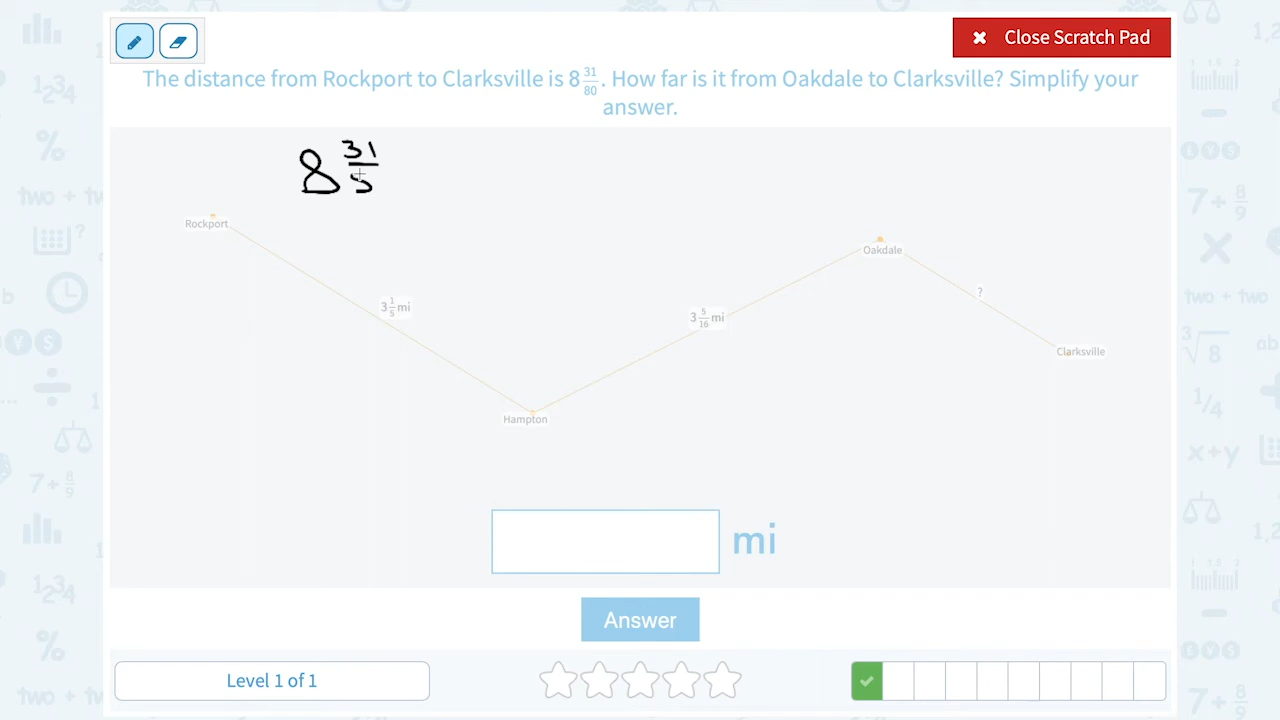 Close Scratch Pad
The distance from Rockport to Clarksville is 8 31/80. How far is it from Oakdale to Clarksville? Simplify your
answer.
8 31/5
Rockport
Oakdale
?
3 1/5 mi
3 5/16 mi
Clarksville
Hampton
mi
Answer
Level 1 of 1